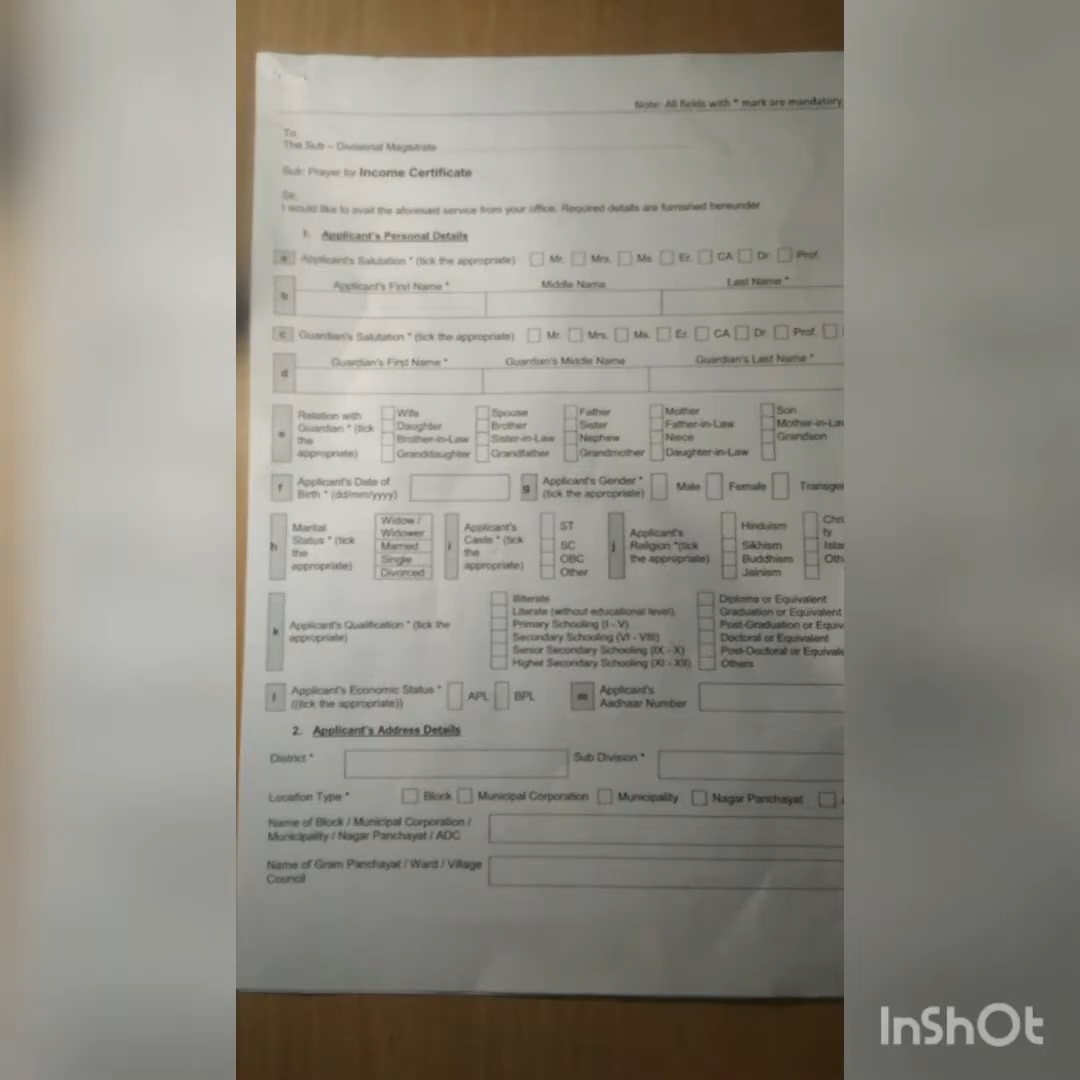 Note: All fields with * mark are mandatory
To
The Sub – Divisional Magistrate
Sub: Prayer for Income Certificate
Sir,
I would like to avail the aforesaid service from your office. Required details are furnished hereunder
1. Applicant's Personal Details
a Applicant's Salutation * (tick the appropriate) Mr. Mrs. Ms. Er. CA Dr. Prof.
b Applicant's First Name * Middle Name Last Name *
c Guardian's Salutation * (tick the appropriate) Mr. Mrs. Ms. Er. CA Dr. Prof.
d Guardian's First Name * Guardian's Middle Name Guardian's Last Name *
e Relation with Guardian * (tick the appropriate)
Wife Spouse Father Mother Son
Daughter Brother Sister Father-in-Law Mother-in-La
Brother-in-Law Sister-in-Law Nephew Niece Grandson
Granddaughter Grandfather Grandmother Daughter-in-Law
f Applicant's Date of
Birth * (dd/mm/yyyy)
g Applicant's Gender *
(tick the appropriate) Male Female Transge
h Marital
Status * (tick
the
appropriate)
Widow /
Widower
Married
Single
Divorced
i Applicant's
Caste * (tick
the
appropriate)
ST
SC
OBC
Other
j Applicant's
Religion *(tick
the appropriate)
Hinduism
Sikhism
Buddhism
Jainism
Chri
ty
Isla
Oth
k Applicant's Qualification * (tick the
appropriate)
Illiterate
Literate (without educational level)
Primary Schooling (I - V)
Secondary Schooling (VI - VIII)
Senior Secondary Schooling (IX - X)
Higher Secondary Schooling (XI - XII)
Diploma or Equivalent
Graduation or Equivalent
Post-Graduation or Equiv
Doctoral or Equivalent
Post-Doctoral or Equivale
Others
l Applicant's Economic Status *
((tick the appropriate)) APL BPL
m Applicant's
Aadhaar Number
2. Applicant's Address Details
District * Sub Division *
Location Type * Block Municipal Corporation Municipality Nagar Panchayat
Name of Block / Municipal Corporation /
Municipality / Nagar Panchayat / ADC
Name of Gram Panchayat / Ward / Village
Council
InShOt